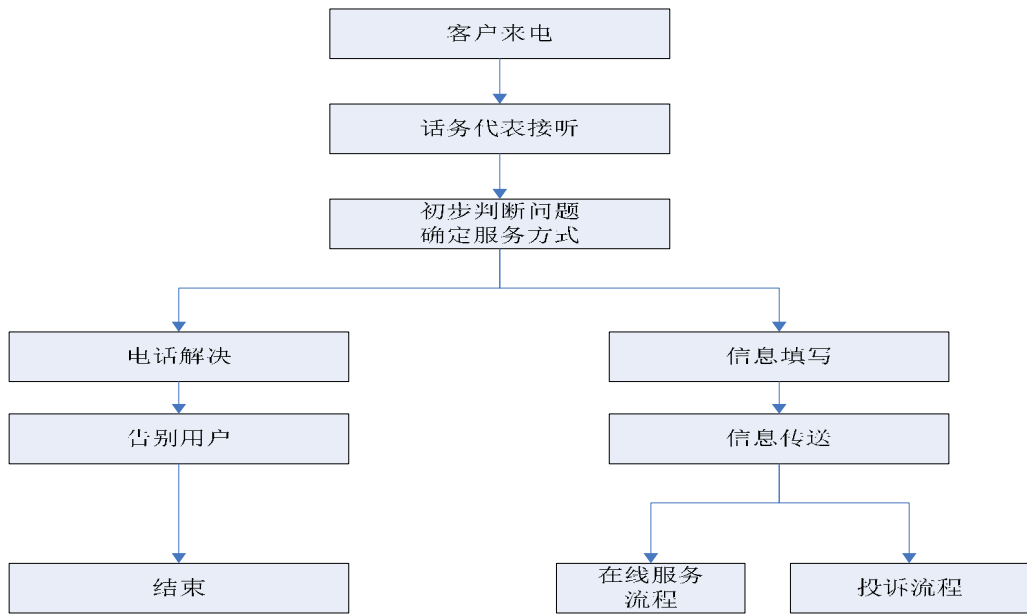 客户来电
话务代表接听
初步判断问题
确定服务方式
电话解决
信息填写
告别用户
信息传送
结束
在线服务
流程
投诉流程